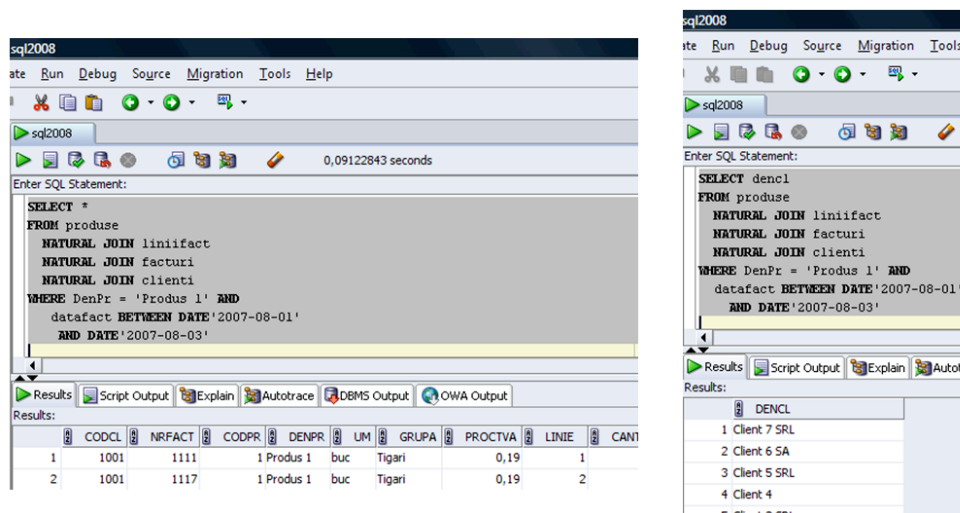 sql2008
ate Run Debug Source Migration Tools Help
sql2008
0,09122843 seconds
Enter SQL Statement:
SELECT *
FROM produse
NATURAL JOIN liniifact
NATURAL JOIN facturi
NATURAL JOIN clienti
WHERE DenPr = 'Produs 1' AND
datafact BETWEEN DATE'2007-08-01'
AND DATE'2007-08-03'
Results Script Output Explain Autotrace DBMS Output OWA Output
Results:
CODCL NRFACT CODPR DENPR UM GRUPA PROCTVA LINIE CANT
1 1001 1111 1 Produs 1 buc Tigari 0,19 1
2 1001 1117 1 Produs 1 buc Tigari 0,19 2
sql2008
ate Run Debug Source Migration Tools
sql2008
Enter SQL Statement:
SELECT dencl
FROM produse
NATURAL JOIN liniifact
NATURAL JOIN facturi
NATURAL JOIN clienti
WHERE DenPr = 'Produs 1' AND
datafact BETWEEN DATE'2007-08-01'
AND DATE'2007-08-03'
Results Script Output Explain Autot
Results:
DENCL
1 Client 7 SRL
2 Client 6 SA
3 Client 5 SRL
4 Client 4